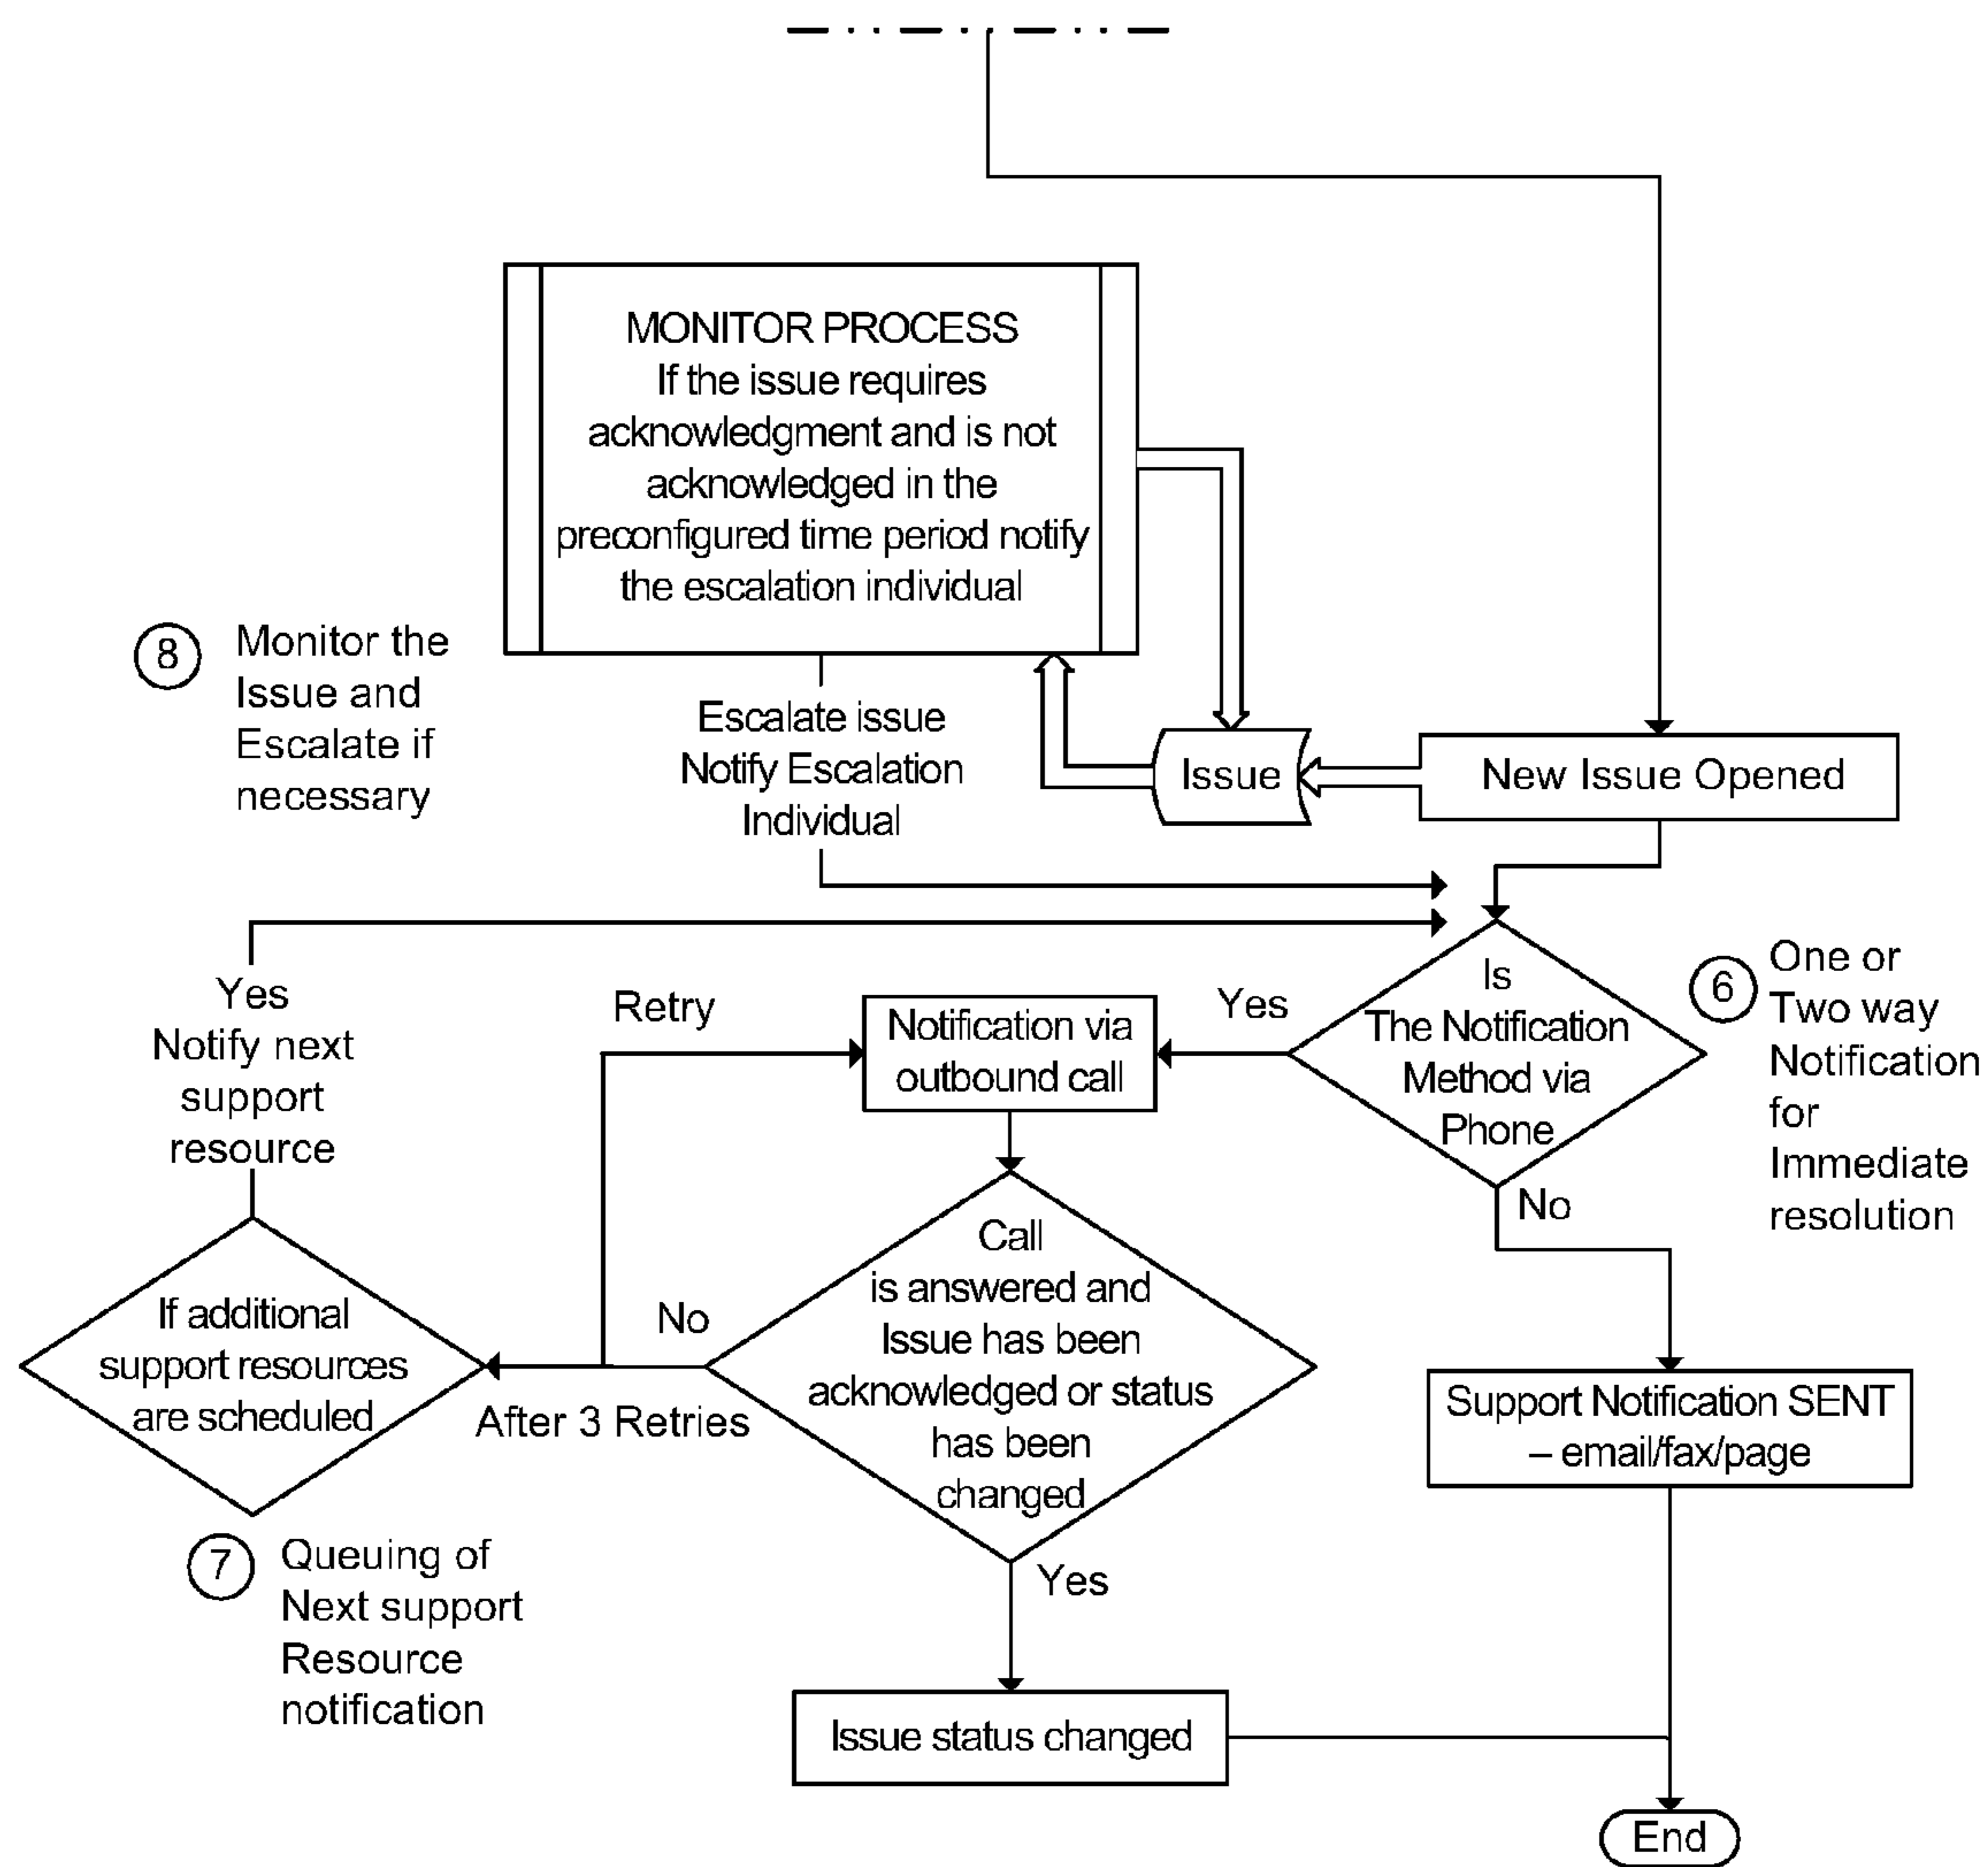 MONITOR PROCESS
If the issue requires
acknowledgment and is not
acknowledged in the
preconfigured time period notify
the escalation individual
8
Monitor the
Issue and
Escalate if
necessary
Escalate issue
Notify Escalation
Individual
Issue
New Issue Opened
Yes
Notify next
support
resource
Retry
Notification via
outbound call
Yes
Is
The Notification
Method via
Phone
6
One or
Two way
Notification
for
Immediate
resolution
No
If additional
support resources
are scheduled
No
After 3 Retries
Call
is answered and
Issue has been
acknowledged or status
has been
changed
Support Notification SENT
– email/fax/page
7
Queuing of
Next support
Resource
notification
Yes
Issue status changed
End